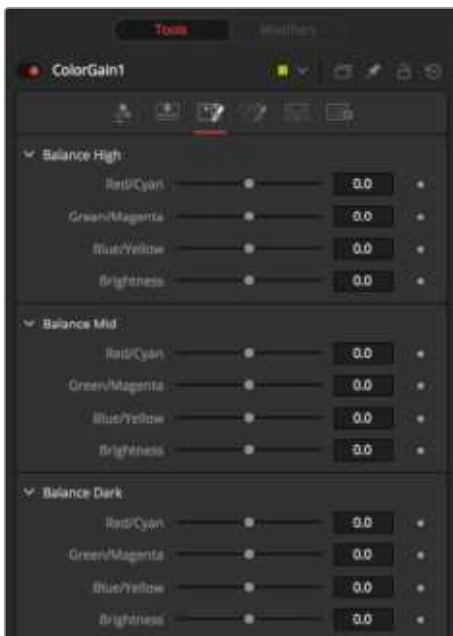 Tools Modifiers
ColorGain1
Balance High
Red/Cyan 0.0
Green/Magenta 0.0
Blue/Yellow 0.0
Brightness 0.0
Balance Mid
Red/Cyan 0.0
Green/Magenta 0.0
Blue/Yellow 0.0
Brightness 0.0
Balance Dark
Red/Cyan 0.0
Green/Magenta 0.0
Blue/Yellow 0.0
Brightness 0.0